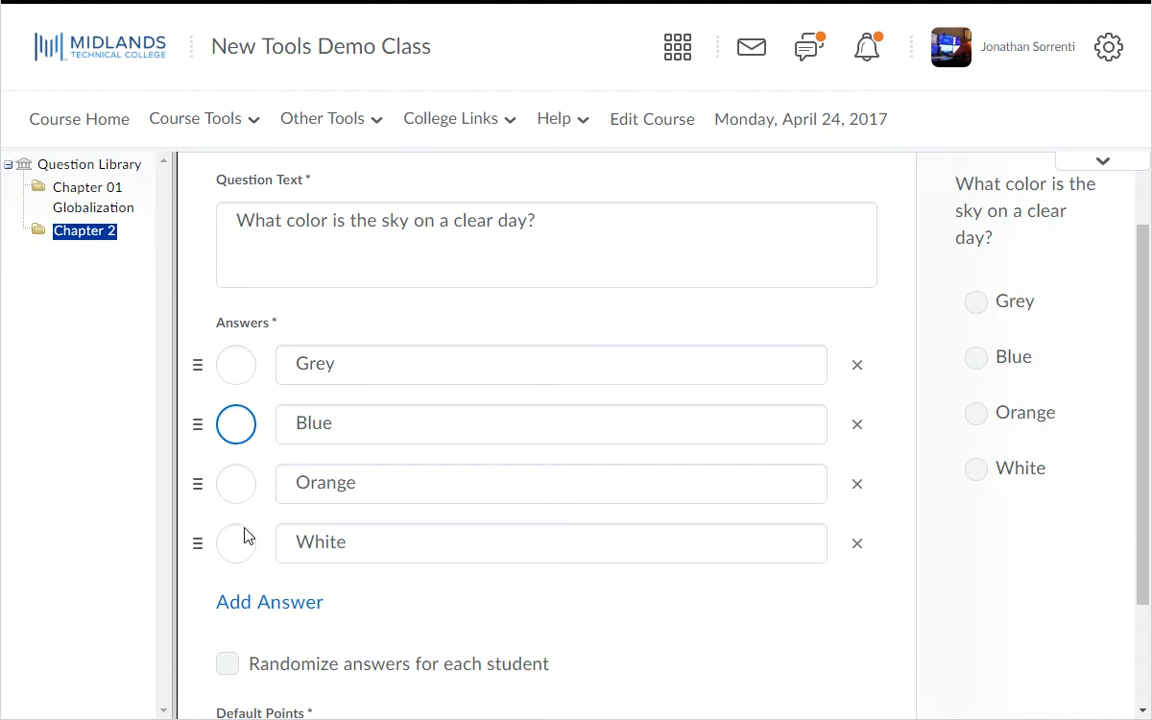 MIDLANDS
TECHNICAL COLLEGE
New Tools Demo Class
Jonathan Sorrenti
Course Home
Course Tools
Other Tools
College Links
Help
Edit Course
Monday, April 24, 2017
Question Library
Chapter 01
Globalization
Chapter 2
Question Text *
What color is the sky on a clear day?
Answers *
Grey
Blue
Orange
White
Add Answer
Randomize answers for each student
Default Points *
What color is the
sky on a clear
day?
Grey
Blue
Orange
White